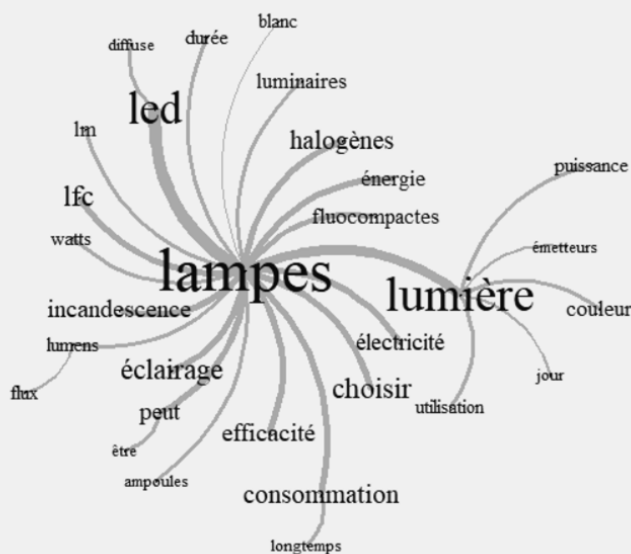 blanc
durée
diffuse
luminaires
led
lm
halogènes
puissance
énergie
lfc
fluocompactes
watts
émetteurs
lampes
lumière
incandescence
couleur
électricité
lumens
éclairage
jour
choisir
flux
utilisation
peut
efficacité
être
ampoules
consommation
longtemps